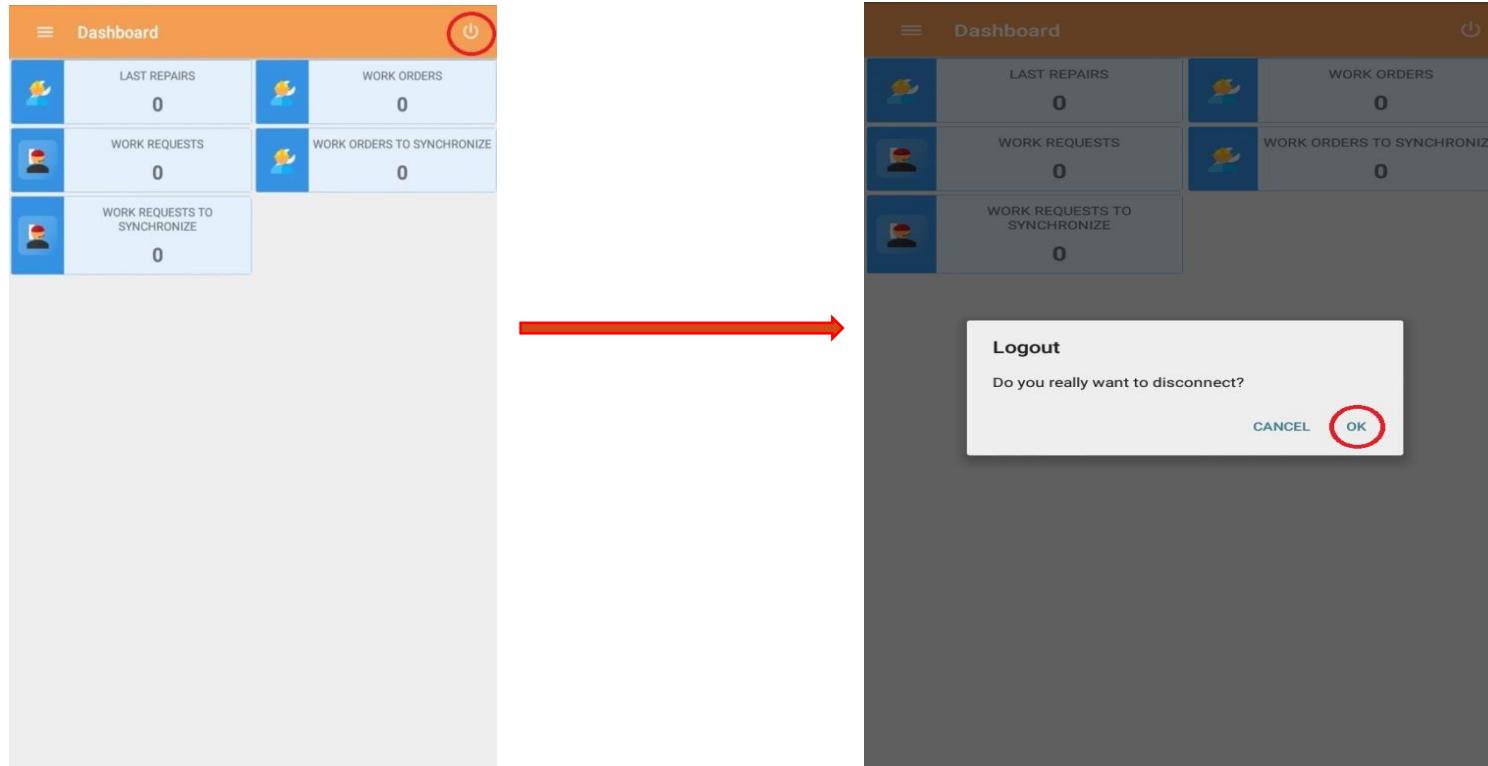 Dashboard
LAST REPAIRS
0
WORK ORDERS
0
WORK REQUESTS
0
WORK ORDERS TO SYNCHRONIZE
0
WORK REQUESTS TO
SYNCHRONIZE
0
Dashboard
LAST REPAIRS
0
WORK ORDERS
0
WORK REQUESTS
0
WORK ORDERS TO SYNCHRONIZ
0
WORK REQUESTS TO
SYNCHRONIZE
0
Logout
Do you really want to disconnect?
CANCEL OK